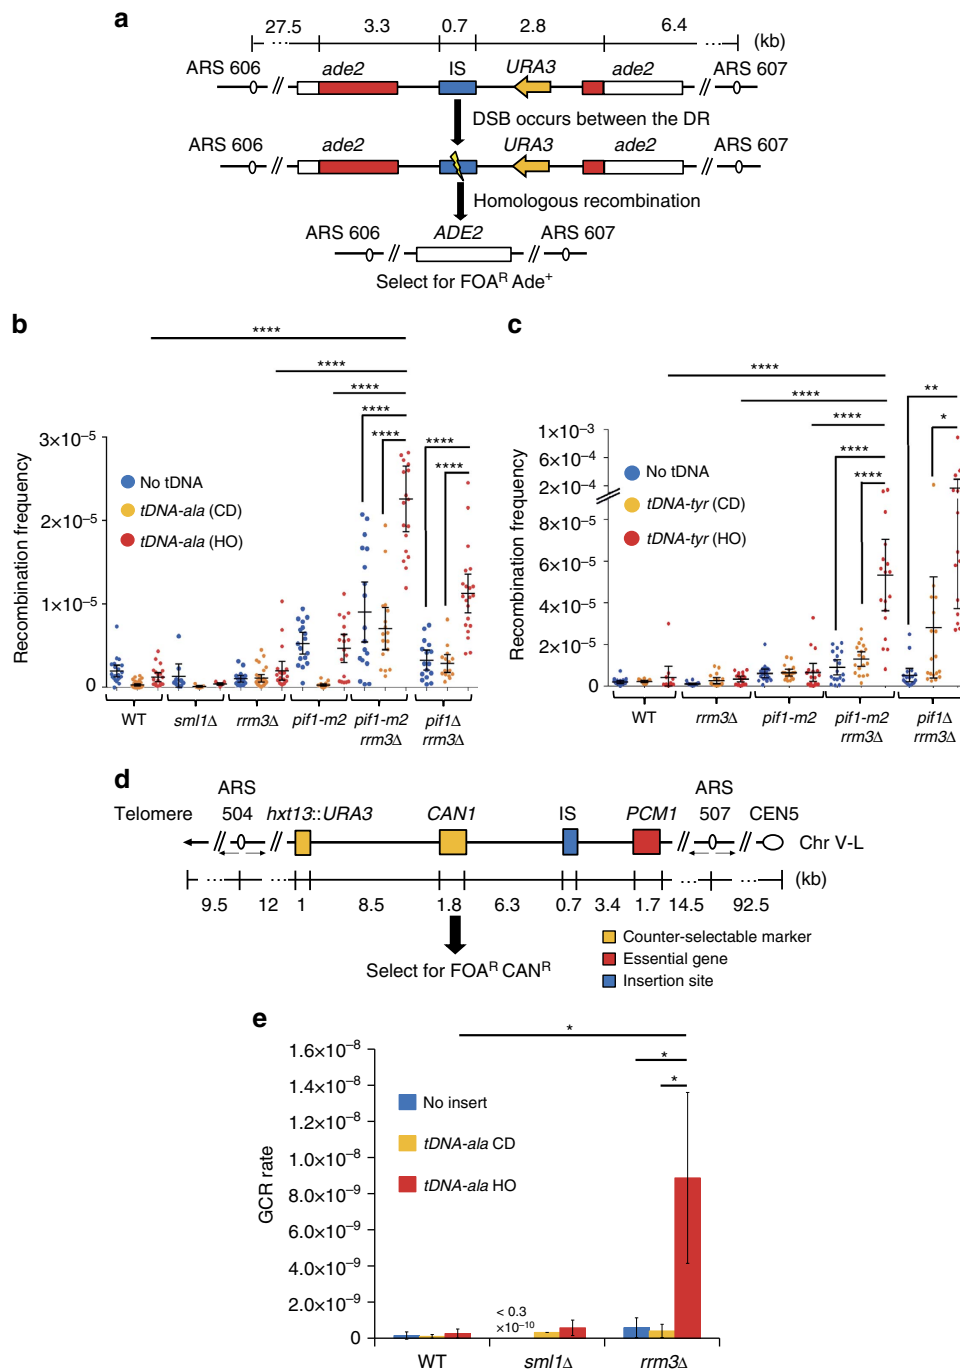 a
27.5 3.3 0.7 2.8 6.4
... ... (kb)
ARS 606 ade2 IS URA3 ade2 ARS 607
DSB occurs between the DR
ARS 606 ade2 URA3 ade2 ARS 607
Homologous recombination
ARS 606 ADE2 ARS 607
Select for FOA^R Ade^+
b
****
****
****
****
****
****
****
Recombination frequency
3×10^−5
2×10^−5
1×10^−5
0
No tDNA
tDNA-ala (CD)
tDNA-ala (HO)
WT sml1Δ rrm3Δ pif1-m2 pif1-m2 rrm3Δ pif1Δ rrm3Δ
c
****
****
****
****
****
**
*
Recombination frequency
1×10^−3
6×10^−4
2×10^−4
8×10^−5
6×10^−5
4×10^−5
2×10^−5
0
No tDNA
tDNA-tyr (CD)
tDNA-tyr (HO)
WT rrm3Δ pif1-m2 pif1-m2 rrm3Δ pif1Δ rrm3Δ
d
Telomere ARS 504 hxt13::URA3 CAN1 IS PCM1 ARS 507 CEN5
Chr V-L
... ... ... (kb)
9.5 12 1 8.5 1.8 6.3 0.7 3.4 1.7 14.5 92.5
Select for FOA^R CAN^R
Counter-selectable marker
Essential gene
Insertion site
e
*
*
*
GCR rate
1.6×10^−8
1.4×10^−8
1.2×10^−8
1.0×10^−8
8.0×10^−9
6.0×10^−9
4.0×10^−9
2.0×10^−9
0
No insert
tDNA-ala CD
tDNA-ala HO
< 0.3
×10^−10
WT sml1Δ rrm3Δ